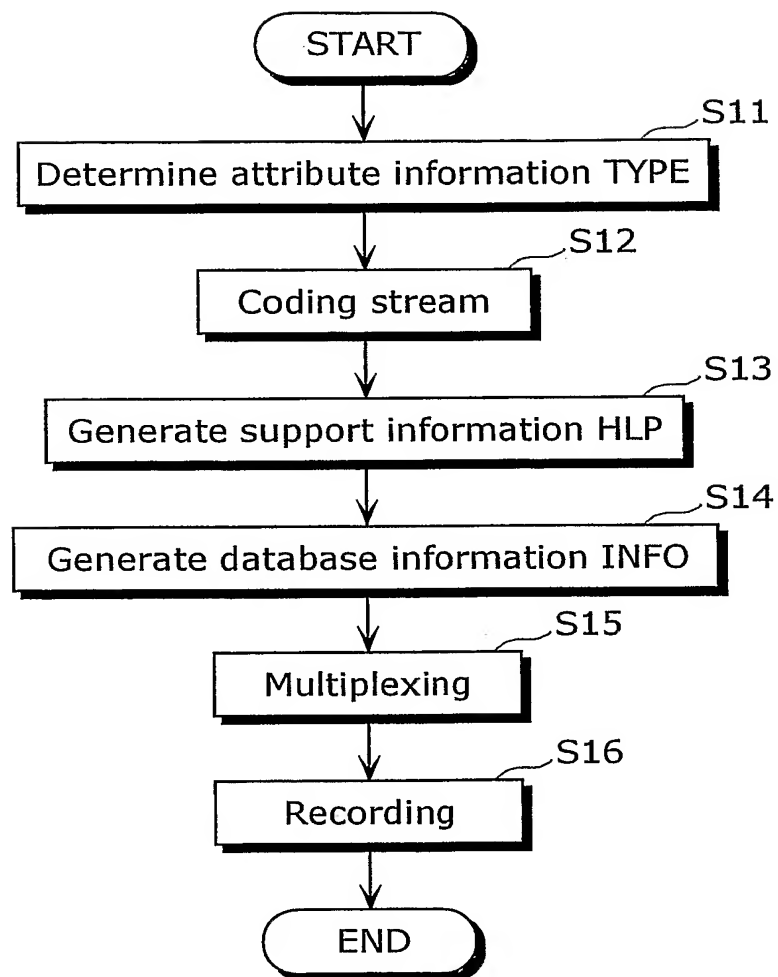 START
S11
Determine attribute information TYPE
S12
Coding stream
S13
Generate support information HLP
S14
Generate database information INFO
S15
Multiplexing
S16
Recording
END